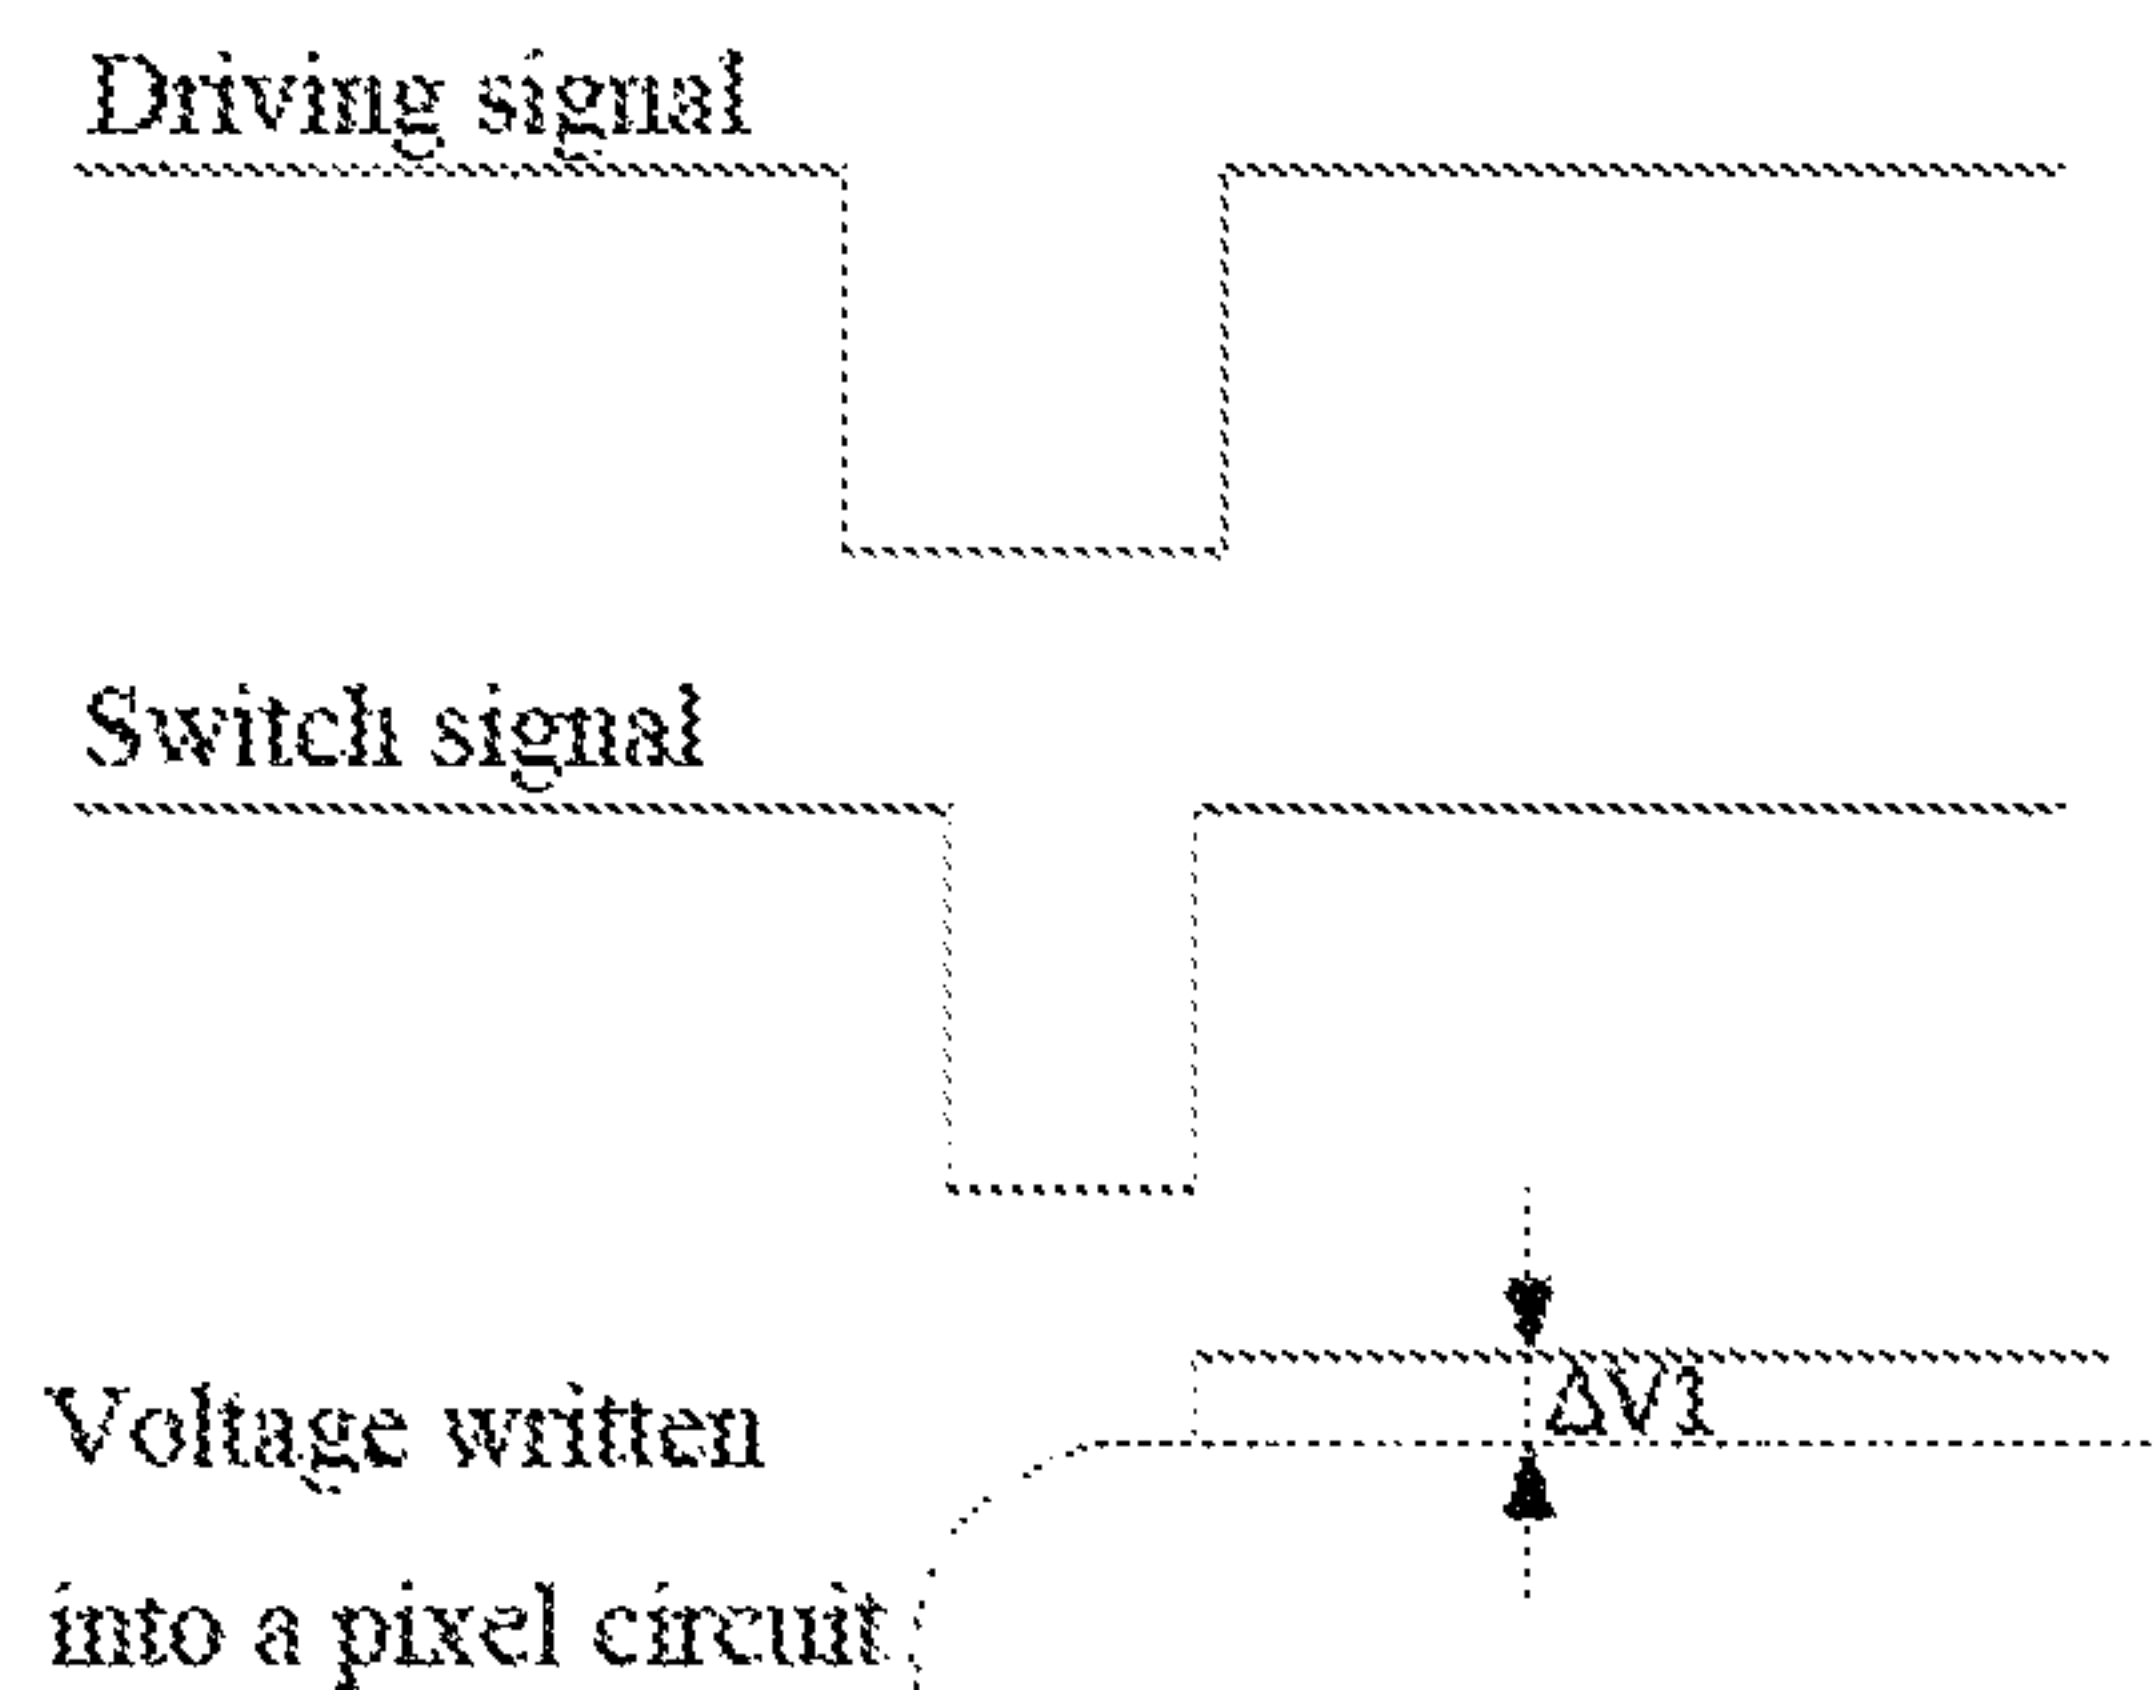 Driving signal
Switch signal
ΔV1
Voltage written
into a pixel circuit